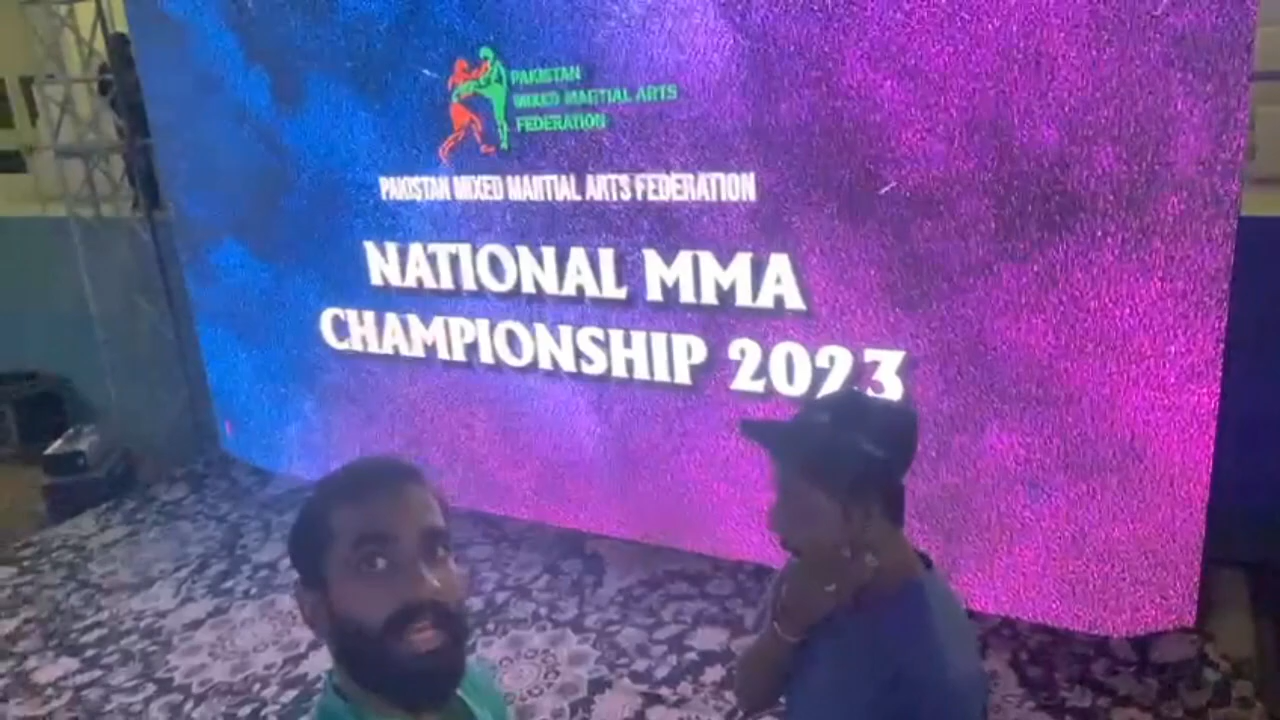 PAKISTAN
MIXED MARTIAL ARTS
FEDERATION
PAKISTAN MIXED MARTIAL ARTS FEDERATION
NATIONAL MMA
CHAMPIONSHIP 2023